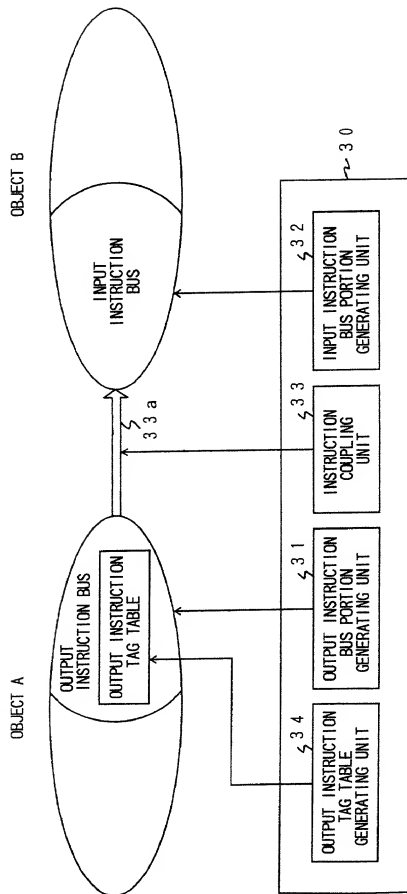 OBJECT A
OBJECT B
OUTPUT
INSTRUCTION BUS
OUTPUT INSTRUCTION
TAG TABLE
33a
INPUT
INSTRUCTION
BUS
30
34
OUTPUT INSTRUCTION
TAG TABLE
GENERATING UNIT
31
OUTPUT INSTRUCTION
BUS PORTION
GENERATING UNIT
33
INSTRUCTION
COUPLING
UNIT
32
INPUT INSTRUCTION
BUS PORTION
GENERATING UNIT